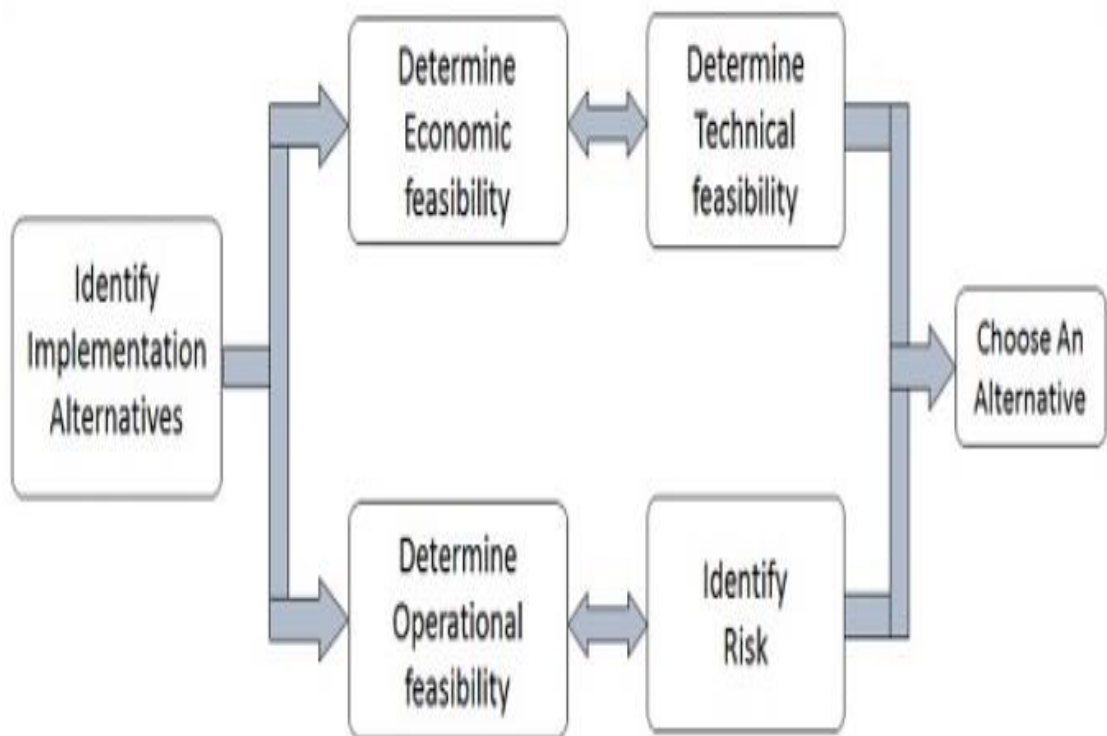 Identify
Implementation
Alternatives
Determine
Economic
feasibility
Determine
Technical
feasibility
Determine
Operational
feasibility
Identify
Risk
Choose An
Alternative